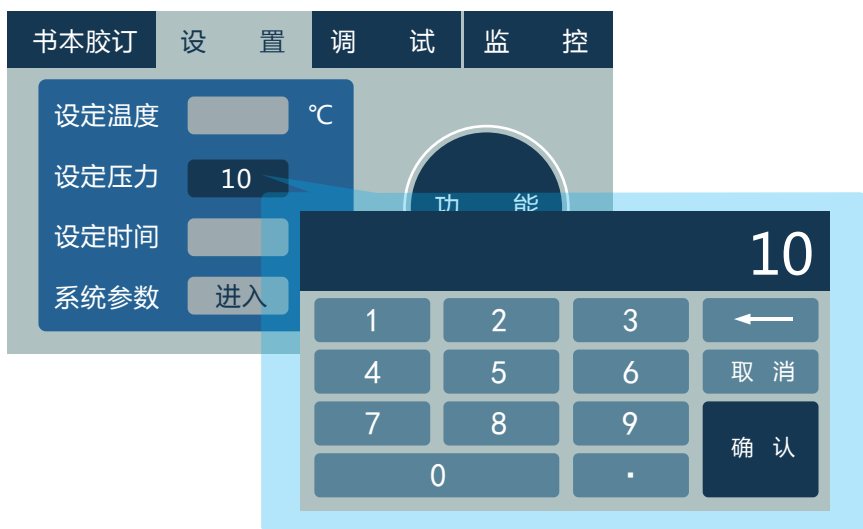 书本胶订 设 置 调 试 监 控
设定温度 ℃
设定压力 10
功 能
设定时间
系统参数 进入
10
1 2 3 ←
4 5 6 取 消
7 8 9 确 认
0 .